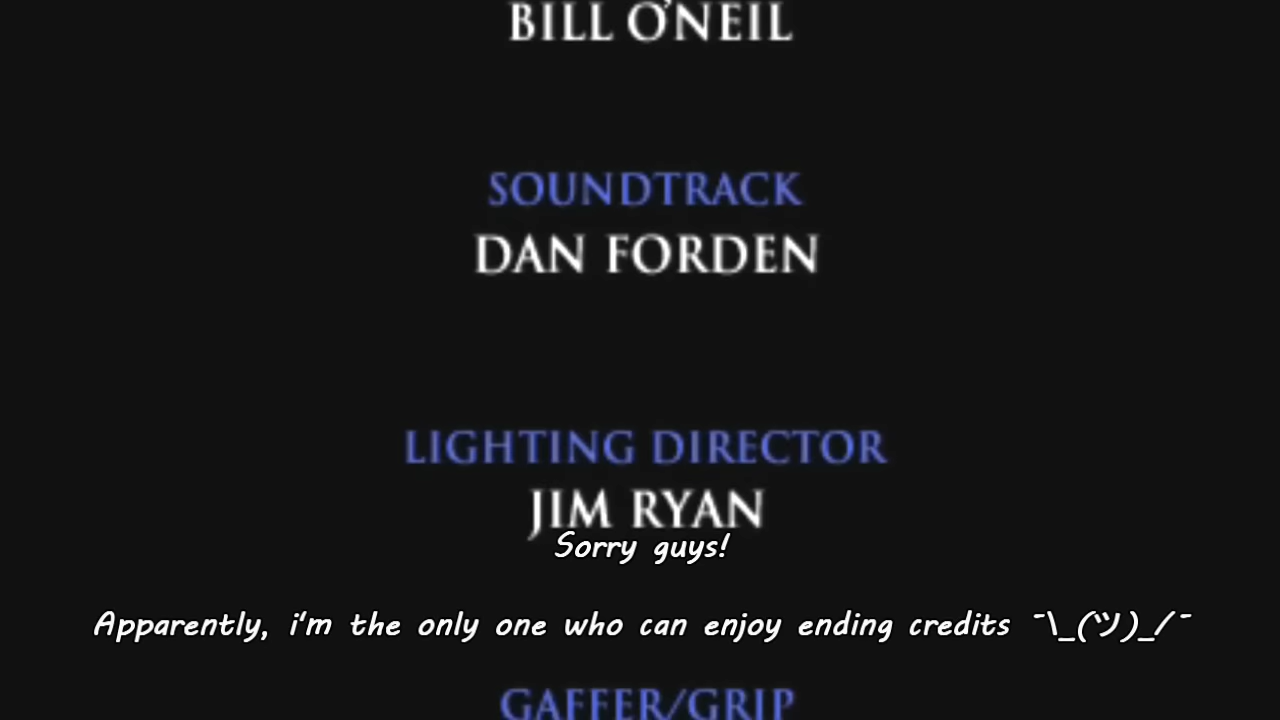 BILL O'NEIL
SOUNDTRACK
DAN FORDEN
LIGHTING DIRECTOR
JIM RYAN
Sorry guys!
Apparently, i'm the only one who can enjoy ending credits ¯\_(ツ)_/¯
GAFFER/GRIP